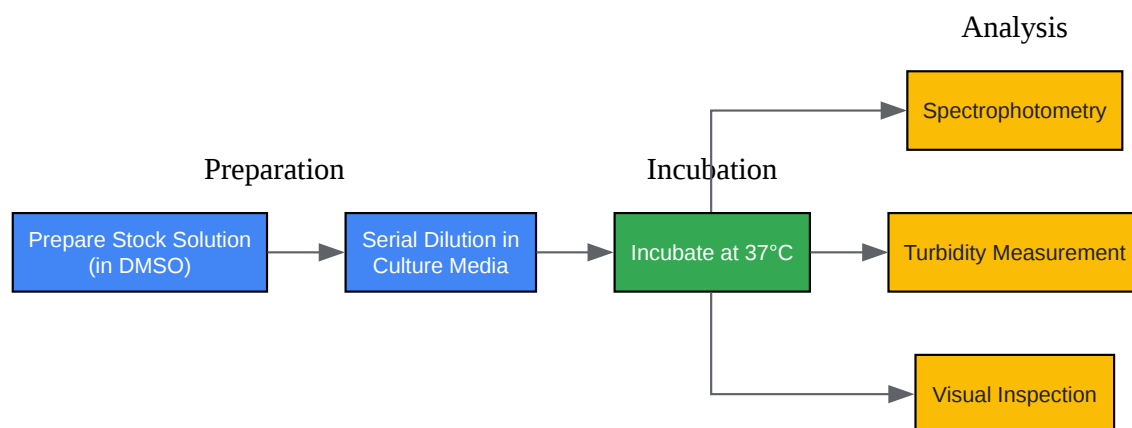 Analysis
Spectrophotometry
Preparation
Incubation
Prepare Stock Solution
(in DMSO)
Serial Dilution in
Culture Media
Incubate at 37°C
Turbidity Measurement
Visual Inspection